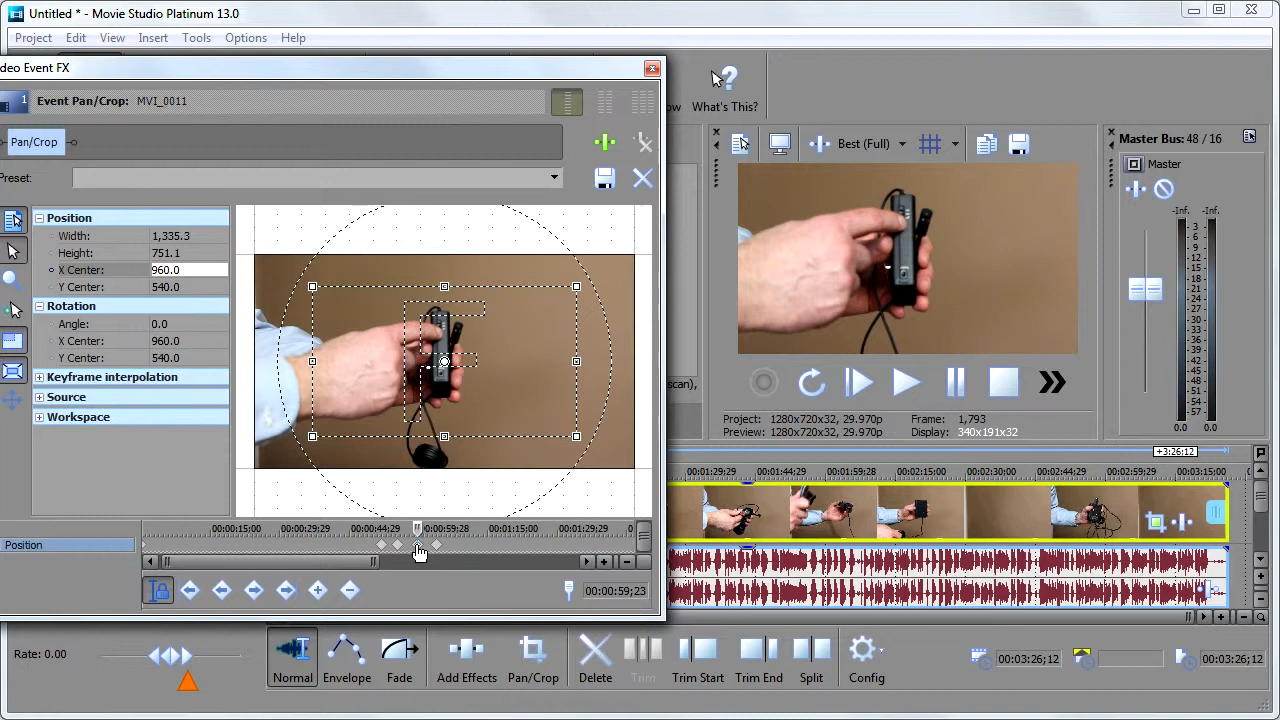 Untitled * - Movie Studio Platinum 13.0
Project Edit View Insert Tools Options Help
deo Event FX
ow What's This?
1 Event Pan/Crop: MVI_0011
Pan/Crop
Best (Full)
Master Bus: 48 / 16
Master
Preset:
Position
Width: 1,335.3
Height: 751.1
X Center: 960.0
Y Center: 540.0
Rotation
Angle: 0.0
X Center: 960.0
Y Center: 540.0
Keyframe interpolation
Source
Workspace
-Inf. -Inf.
3
6
9
12
15
18
21
24
27
30
33
36
39
42
45
48
51
54
57
0.0 0.0
scan),
Project: 1280x720x32, 29.970p Frame: 1,793
Preview: 1280x720x32, 29.970p Display: 340x191x32
+3:26:12
00:01:29;29 00:01:44;29 00:01:59;28 00:02:15;00 00:02:30;00 00:02:44;29 00:03:15:00
00:00:15:00 00:00:29:29 00:00:44:29 00:00:59:28 00:01:15:00 00:01:29:29 0
Position
00:00:59;23
Rate: 0.00
Normal Envelope Fade Add Effects Pan/Crop Delete Trim Trim Start Trim End Split Config
00:03:26;12 00:03:26;12